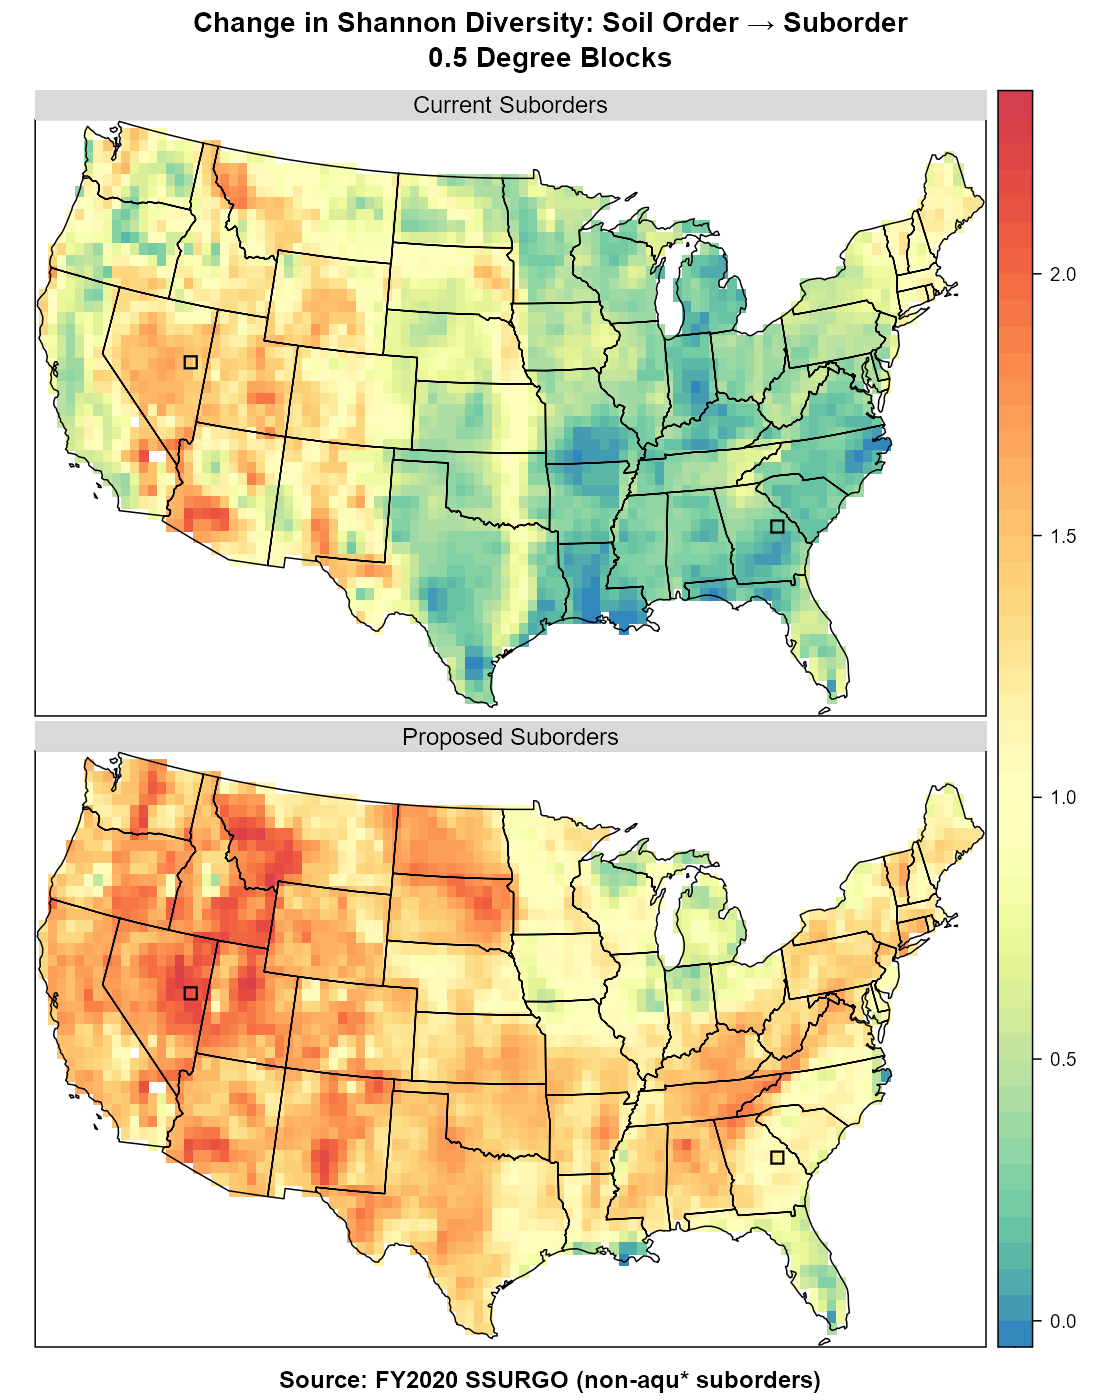 Change in Shannon Diversity: Soil Order → Suborder
0.5 Degree Blocks
Current Suborders
2.0
1.5
1.0
0.5
0.0
Proposed Suborders
Source: FY2020 SSURGO (non-aqu* suborders)